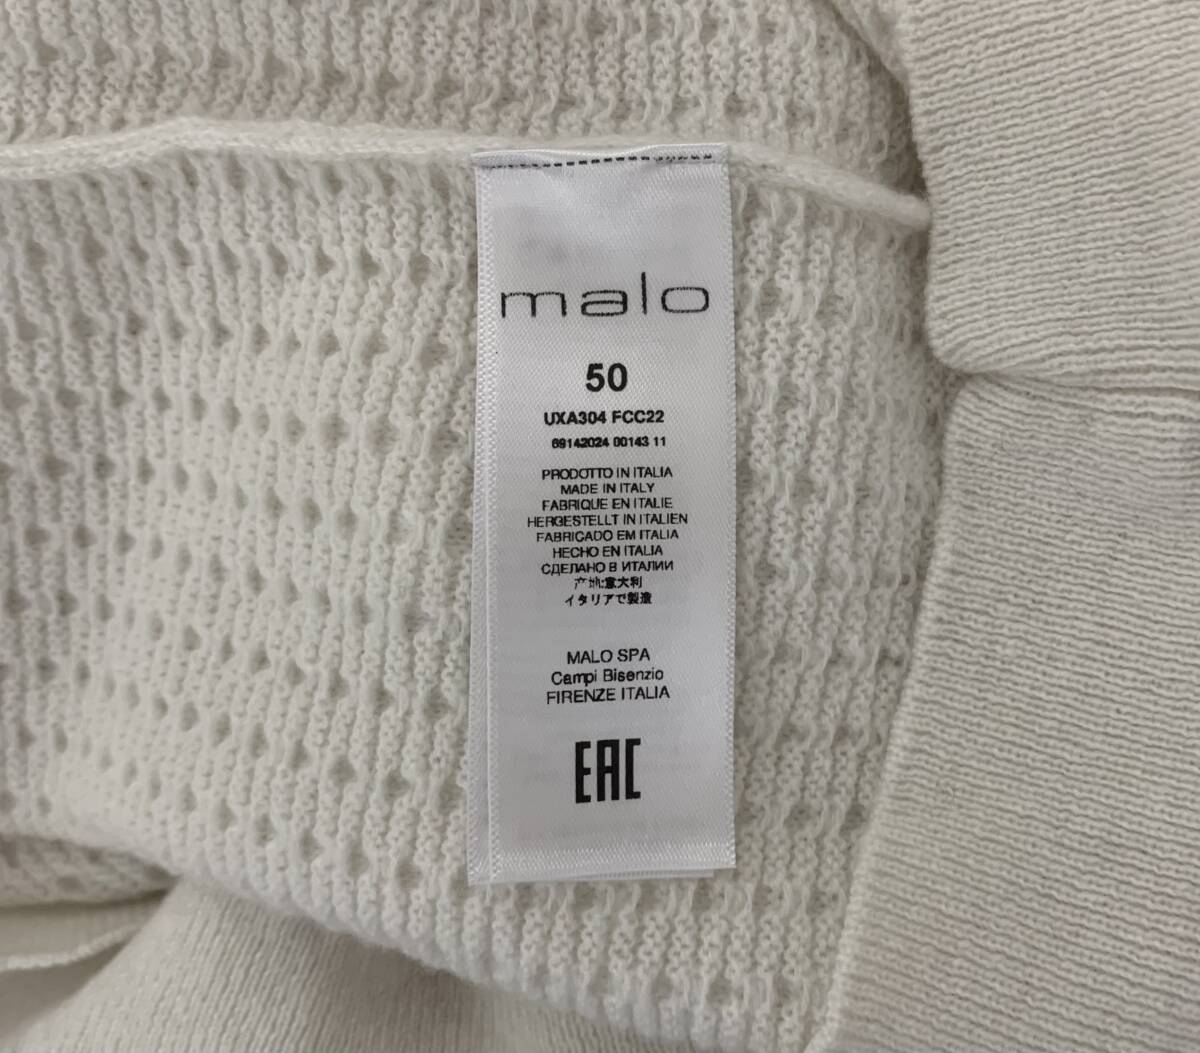 malo
50
UXA304 FCC22
69142024 00143 11
PRODOTTO IN ITALIA
MADE IN ITALY
FABRIQUE EN ITALIE
HERGESTELLT IN ITALIEN
FABRICADO EM ITALIA
HECHO EN ITALIA
СДЕЛАНО В ИТАЛИИ
产地:意大利
イタリアで製造
MALO SPA
Campi Bisenzio
FIRENZE ITALIA
EAC